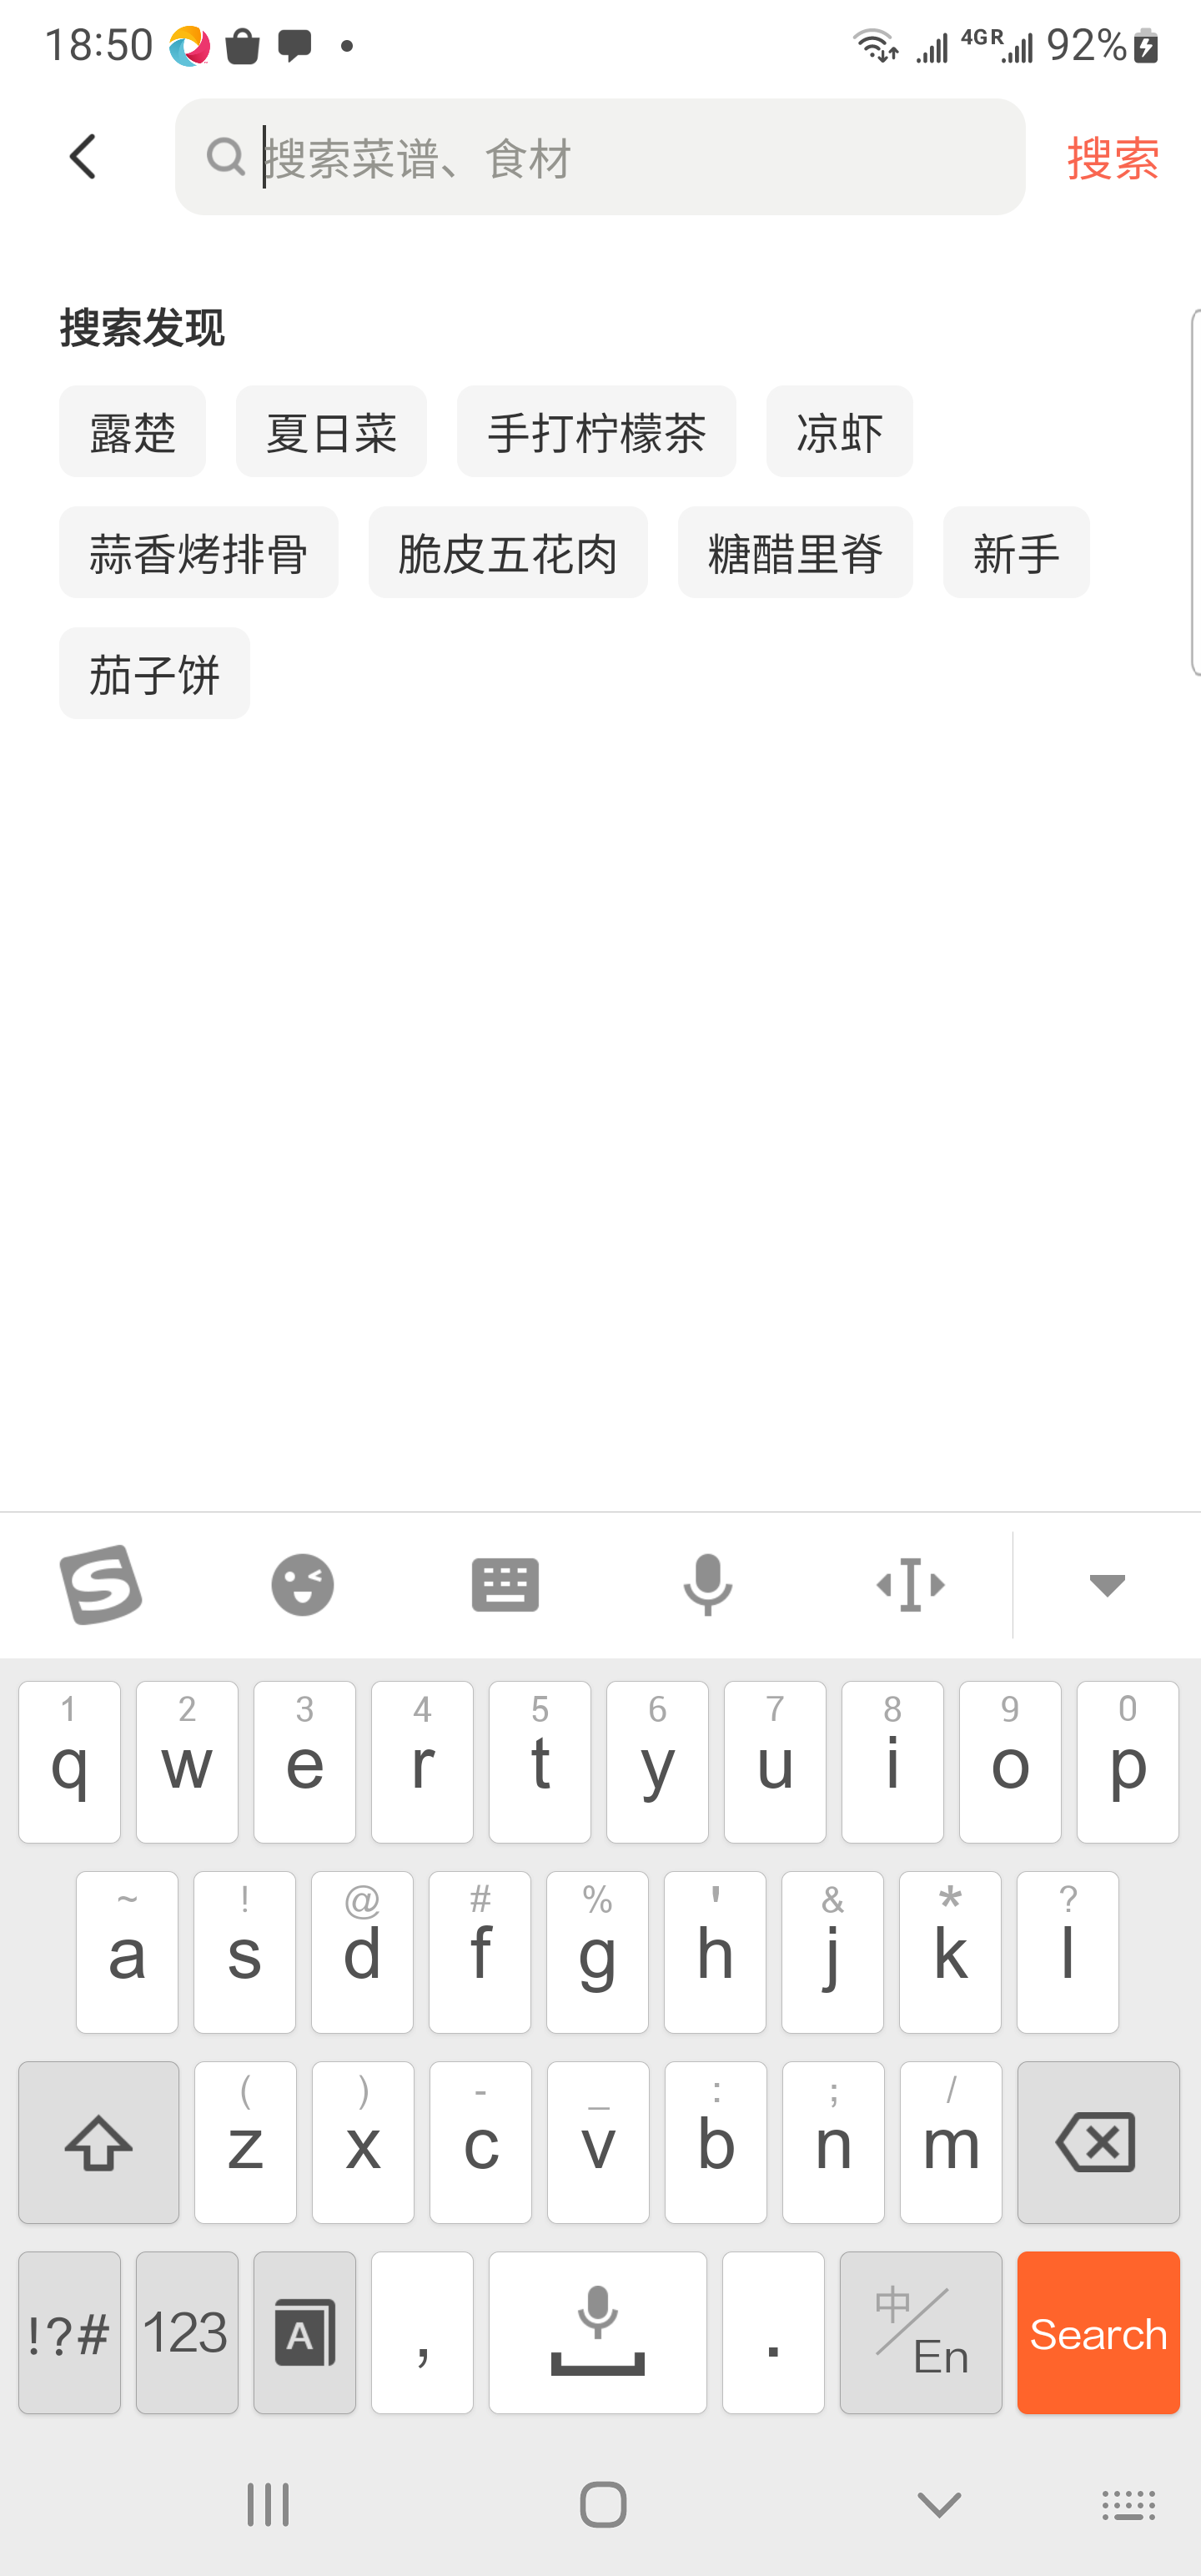 18:50 4GR 92%
搜索菜谱、食材 搜索
搜索发现
露楚 夏日菜 手打柠檬茶 凉虾
蒜香烤排骨 脆皮五花肉 糖醋里脊 新手
茄子饼
1 2 3 4 5 6 7 8 9 0
q w e r t y u i o p
~ ! @ # % ' & * ?
a s d f g h j k l
( ) - _ : ; /
z x c v b n m
!?# 123 A , . 中/En Search